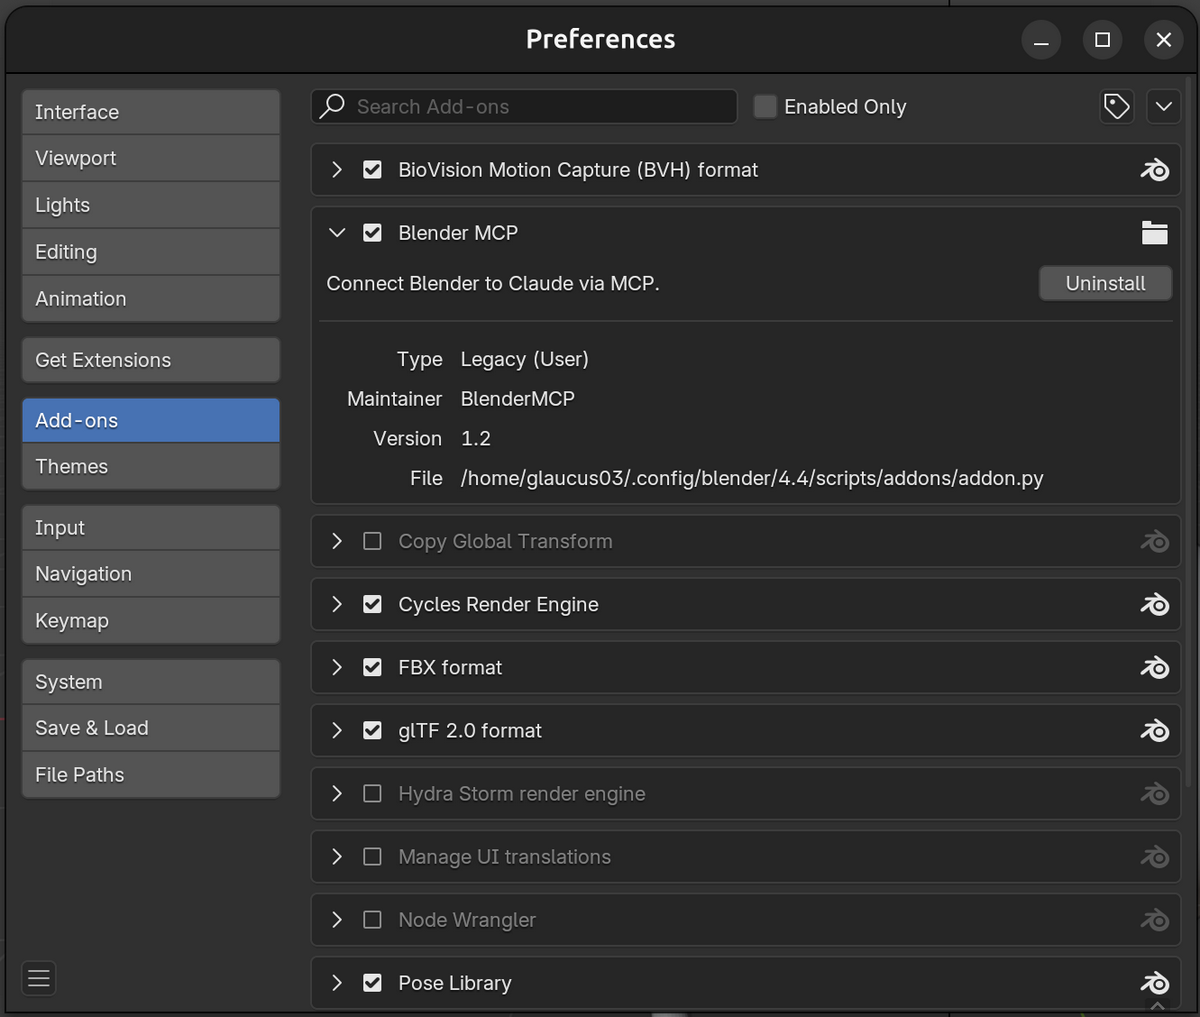 Preferences
Interface
Viewport
Lights
Editing
Animation
Get Extensions
Add-ons
Themes
Input
Navigation
Keymap
System
Save & Load
File Paths
Search Add-ons
Enabled Only
BioVision Motion Capture (BVH) format
Blender MCP
Connect Blender to Claude via MCP.
Uninstall
Type Legacy (User)
Maintainer BlenderMCP
Version 1.2
File /home/glaucus03/.config/blender/4.4/scripts/addons/addon.py
Copy Global Transform
Cycles Render Engine
FBX format
glTF 2.0 format
Hydra Storm render engine
Manage UI translations
Node Wrangler
Pose Library